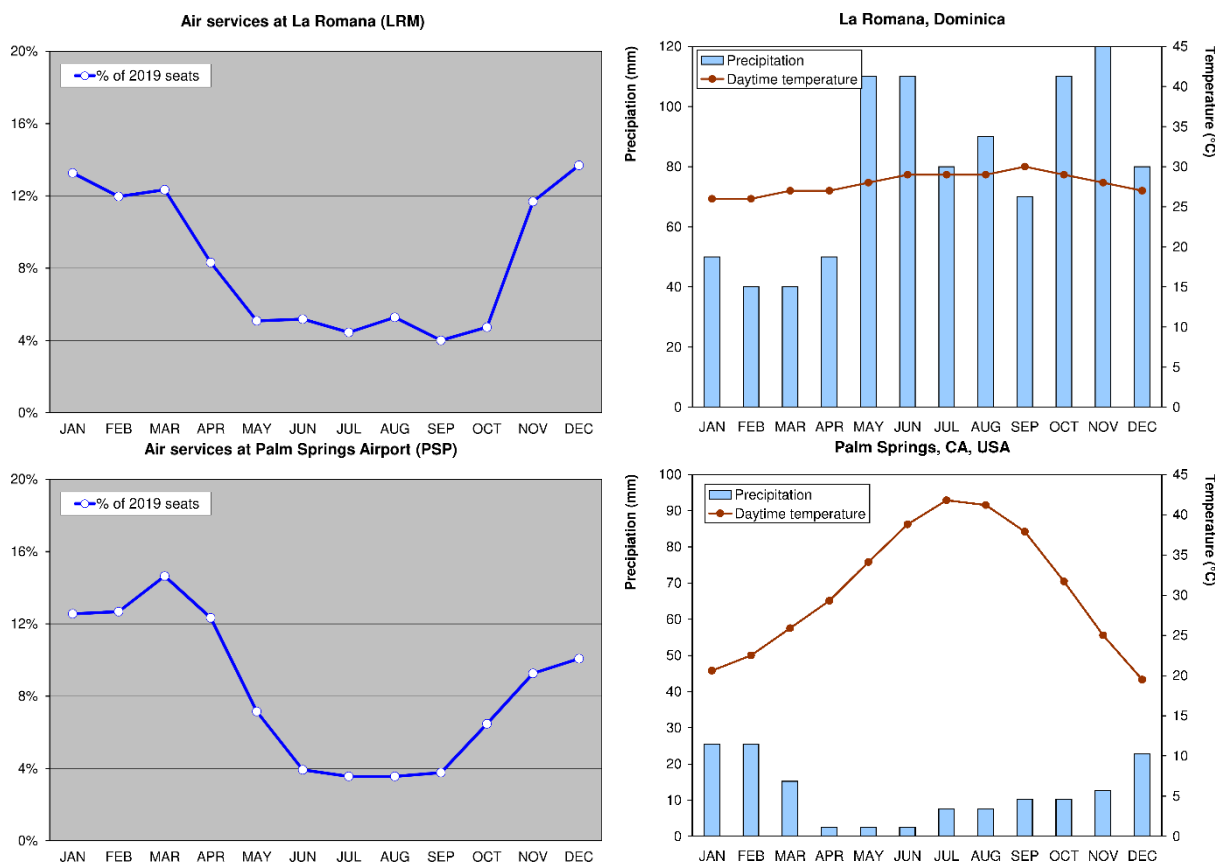 Air services at La Romana (LRM)
20%
16%
12%
8%
4%
0%
% of 2019 seats
JAN FEB MAR APR MAY JUN JUL AUG SEP OCT NOV DEC
La Romana, Dominica
Precipiation (mm)
120
100
80
60
40
20
0
Precipitation
Daytime temperature
45
40
35
30
25
20
15
10
5
0
Temperature (°C)
JAN FEB MAR APR MAY JUN JUL AUG SEP OCT NOV DEC
Air services at Palm Springs Airport (PSP)
20%
16%
12%
8%
4%
0%
% of 2019 seats
JAN FEB MAR APR MAY JUN JUL AUG SEP OCT NOV DEC
Palm Springs, CA, USA
Precipiation (mm)
100
90
80
70
60
50
40
30
20
10
0
Precipitation
Daytime temperature
45
40
35
30
25
20
15
10
5
0
Temperature (°C)
JAN FEB MAR APR MAY JUN JUL AUG SEP OCT NOV DEC